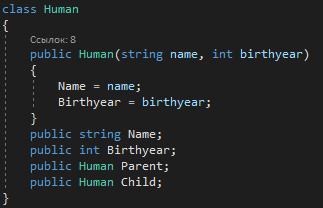 class Human
{
Ссылок: 8
public Human(string name, int birthyear)
{
Name = name;
Birthyear = birthyear;
}
public string Name;
public int Birthyear;
public Human Parent;
public Human Child;
}